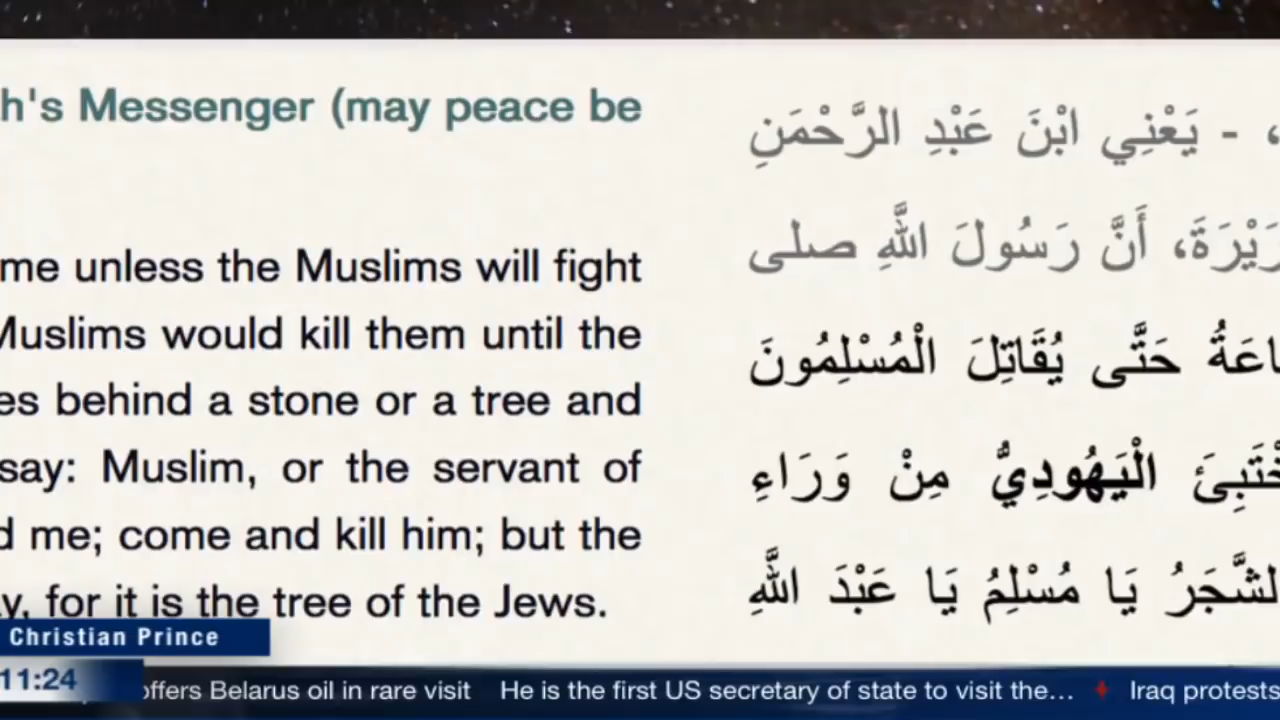 h's Messenger (may peace be
me unless the Muslims will fight
Muslims would kill them until the
es behind a stone or a tree and
say: Muslim, or the servant of
d me; come and kill him; but the
y, for it is the tree of the Jews.
، - يَعْنِي ابْنَ عَبْدِ الرَّحْمَنِ
رَيْرَةَ، أَنَّ رَسُولَ اللَّهِ صلى
اعَةُ حَتَّى يُقَاتِلَ الْمُسْلِمُونَ
خْتَبِئَ الْيَهُودِيُّ مِنْ وَرَاءِ
لشَّجَرُ يَا مُسْلِمُ يَا عَبْدَ اللَّهِ
Christian Prince
11:24
offers Belarus oil in rare visit He is the first US secretary of state to visit the... Iraq protests